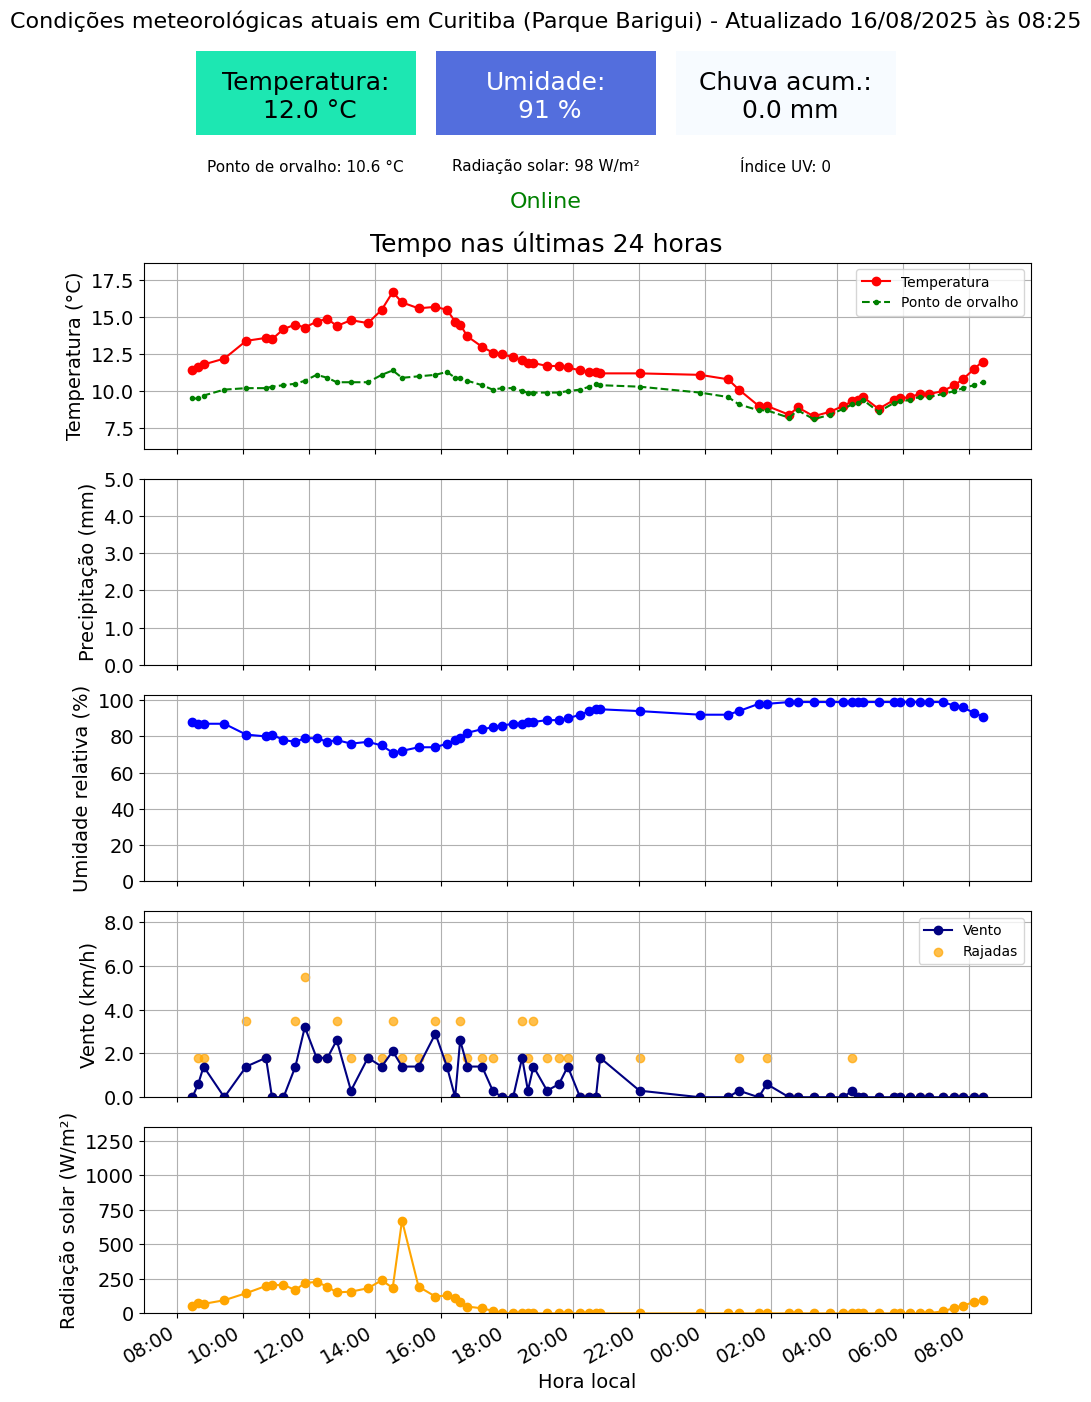 Condições meteorológicas atuais em Curitiba (Parque Barigui) - Atualizado 16/08/2025 às 08:25
Temperatura:
12.0 °C
Umidade:
91 %
Chuva acum.:
0.0 mm
Ponto de orvalho: 10.6 °C
Radiação solar: 98 W/m²
Índice UV: 0
Online
Tempo nas últimas 24 horas
Temperatura (°C)
17.5
15.0
12.5
10.0
7.5
Temperatura
Ponto de orvalho
Precipitação (mm)
5.0
4.0
3.0
2.0
1.0
0.0
Umidade relativa (%)
100
80
60
40
20
0
Vento (km/h)
8.0
6.0
4.0
2.0
0.0
Vento
Rajadas
Radiação solar (W/m²)
1250
1000
750
500
250
0
08:00
10:00
12:00
14:00
16:00
18:00
20:00
22:00
00:00
02:00
04:00
06:00
08:00
Hora local